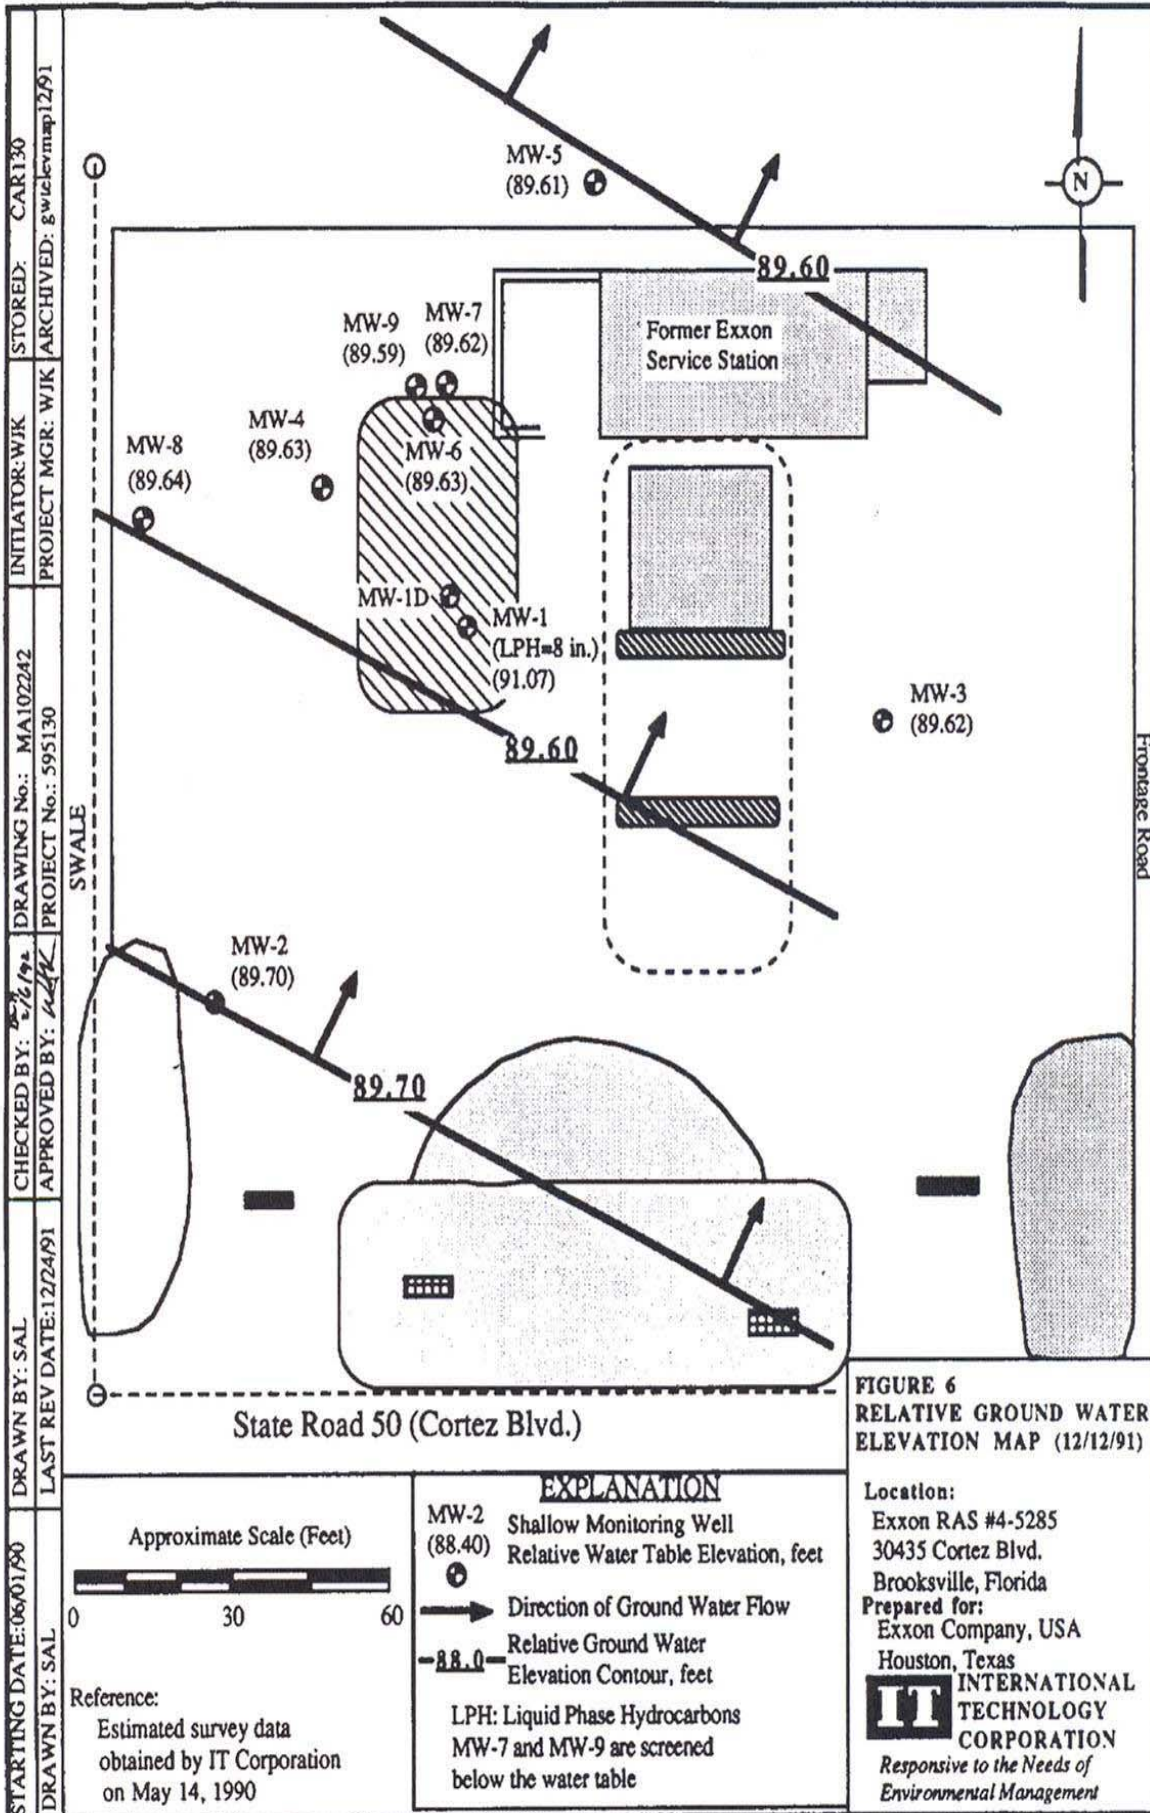 MW-5
(89.61)
N
89.60
Former Exxon
Service Station
MW-9
(89.59)
MW-7
(89.62)
MW-4
(89.63)
MW-8
(89.64)
MW-6
(89.63)
MW-1D
MW-1
(LPH=8 in.)
(91.07)
MW-3
(89.62)
89.60
SWALE
Frontage Road
MW-2
(89.70)
89.70
State Road 50 (Cortez Blvd.)
STARTING DATE:06/01/90
DRAWN BY: SAL
CHECKED BY: 2/6/92
DRAWING No.: MA102242
INITIATOR:WJK
STORED: CAR130
DRAWN BY: SAL
LAST REV DATE:12/24/91
APPROVED BY: WJK
PROJECT No.: 595130
PROJECT MGR: WJK
ARCHIVED: gwtelevmap12/91
Approximate Scale (Feet)
0 30 60
Reference:
Estimated survey data
obtained by IT Corporation
on May 14, 1990
EXPLANATION
MW-2
(88.40)
Shallow Monitoring Well
Relative Water Table Elevation, feet
Direction of Ground Water Flow
88.0
Relative Ground Water
Elevation Contour, feet
LPH: Liquid Phase Hydrocarbons
MW-7 and MW-9 are screened
below the water table
FIGURE 6
RELATIVE GROUND WATER
ELEVATION MAP (12/12/91)
Location:
Exxon RAS #4-5285
30435 Cortez Blvd.
Brooksville, Florida
Prepared for:
Exxon Company, USA
Houston, Texas
IT INTERNATIONAL
TECHNOLOGY
CORPORATION
Responsive to the Needs of
Environmental Management